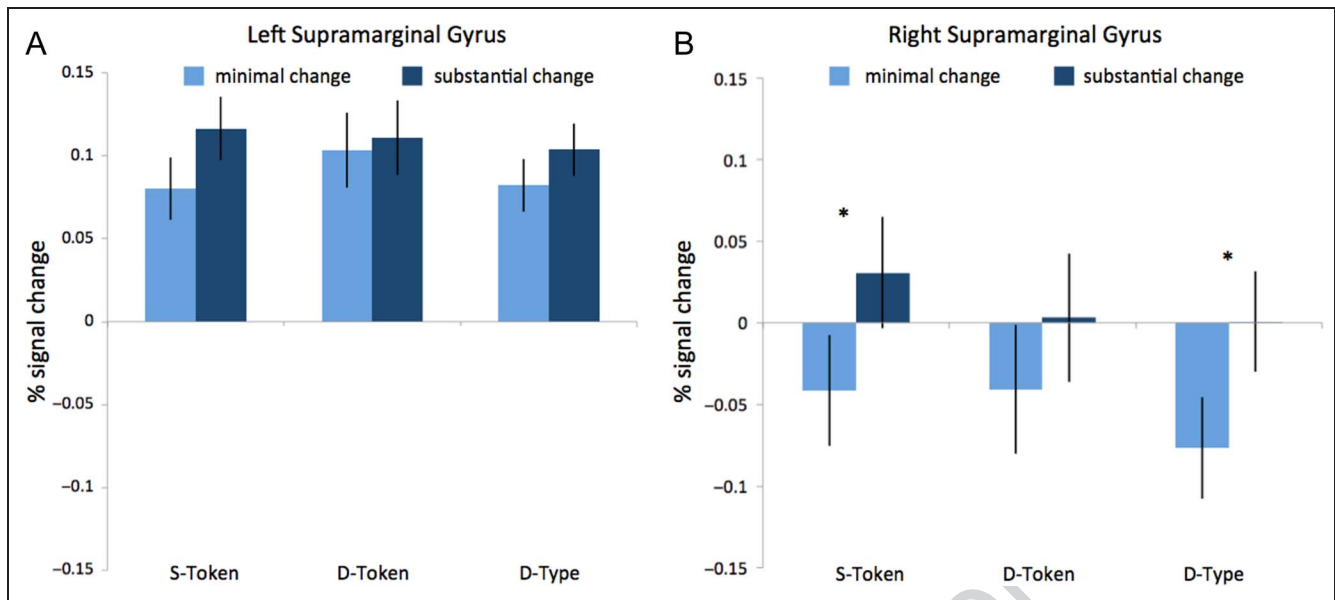 A
Left Supramarginal Gyrus
minimal change
substantial change
% signal change
0.15
0.1
0.05
0
−0.05
−0.1
−0.15
S-Token
D-Token
D-Type
B
Right Supramarginal Gyrus
minimal change
substantial change
% signal change
0.15
0.1
0.05
0
−0.05
−0.1
−0.15
*
*
S-Token
D-Token
D-Type